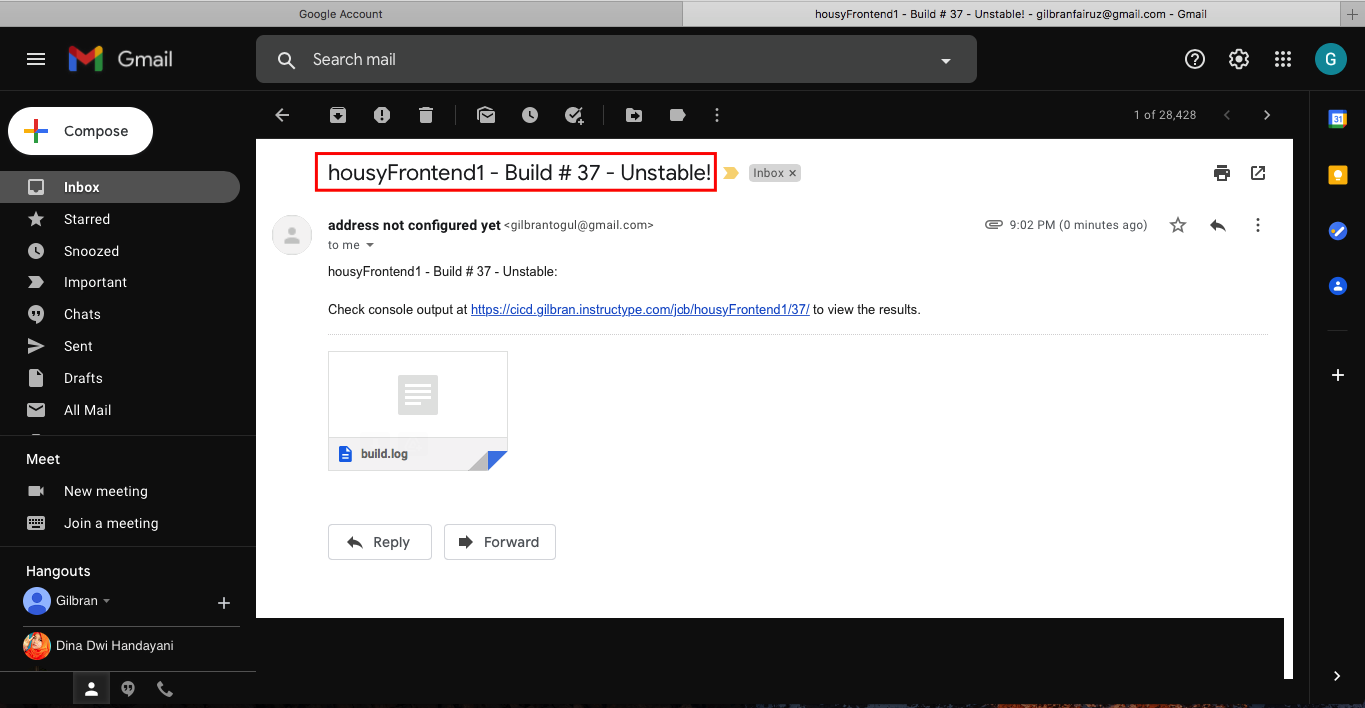 Google Account
housyFrontend1 - Build # 37 - Unstable! - gilbranfairuz@gmail.com - Gmail
Gmail
Search mail
G
Compose
1 of 28,428
31
Inbox
Starred
Snoozed
Important
Chats
Sent
Drafts
All Mail
Meet
New meeting
Join a meeting
Hangouts
Gilbran
Dina Dwi Handayani
housyFrontend1 - Build # 37 - Unstable!
Inbox ×
address not configured yet <gilbrantogul@gmail.com>
9:02 PM (0 minutes ago)
to me
housyFrontend1 - Build # 37 - Unstable:
Check console output at https://cicd.gilbran.instructype.com/job/housyFrontend1/37/ to view the results.
build.log
Reply
Forward